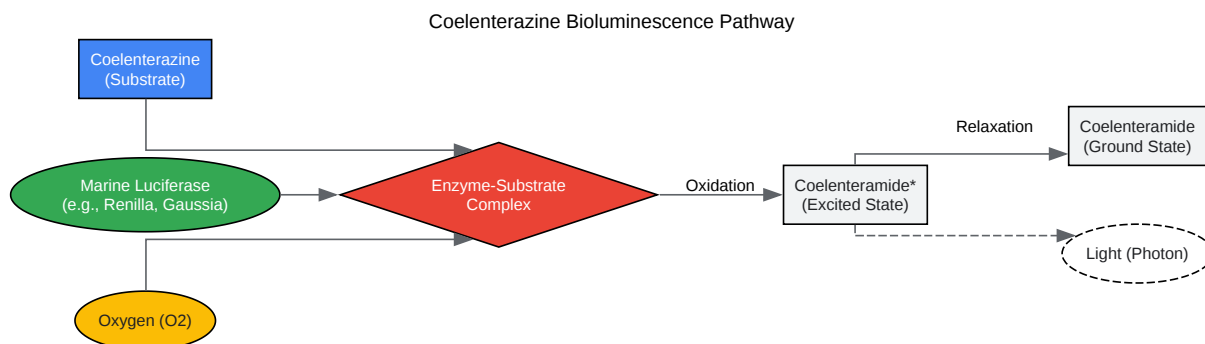 Coelenterazine Bioluminescence Pathway
Coelenterazine
(Substrate)
Marine Luciferase
(e.g., Renilla, Gaussia)
Oxygen (O2)
Enzyme-Substrate
Complex
Oxidation
Coelenteramide*
(Excited State)
Relaxation
Coelenteramide
(Ground State)
Light (Photon)